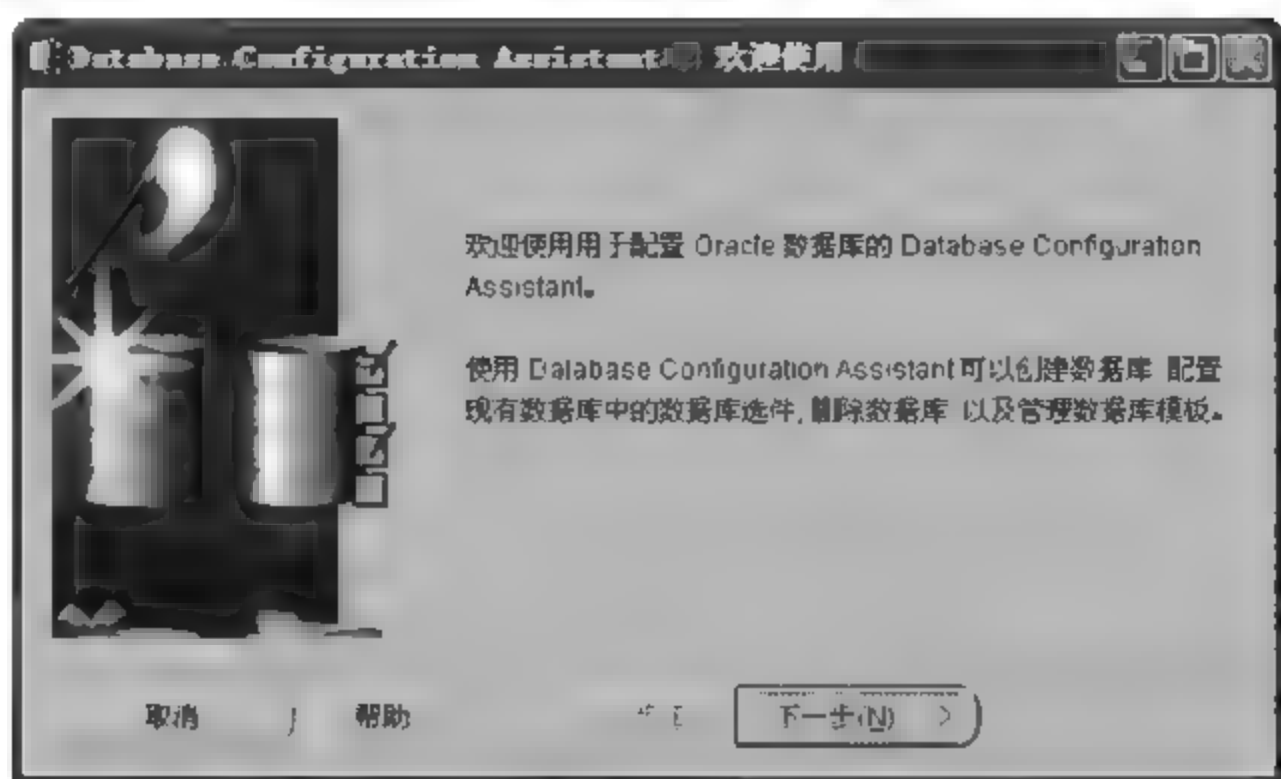 Database Configuration Assistant 欢迎使用
欢迎使用用于配置 Oracle 数据库的 Database Configuration
Assistant。
使用 Database Configuration Assistant 可以创建数据库 配置
现有数据库中的数据库选件, 删除数据库 以及管理数据库模板。
取消 帮助 下一步(N) >